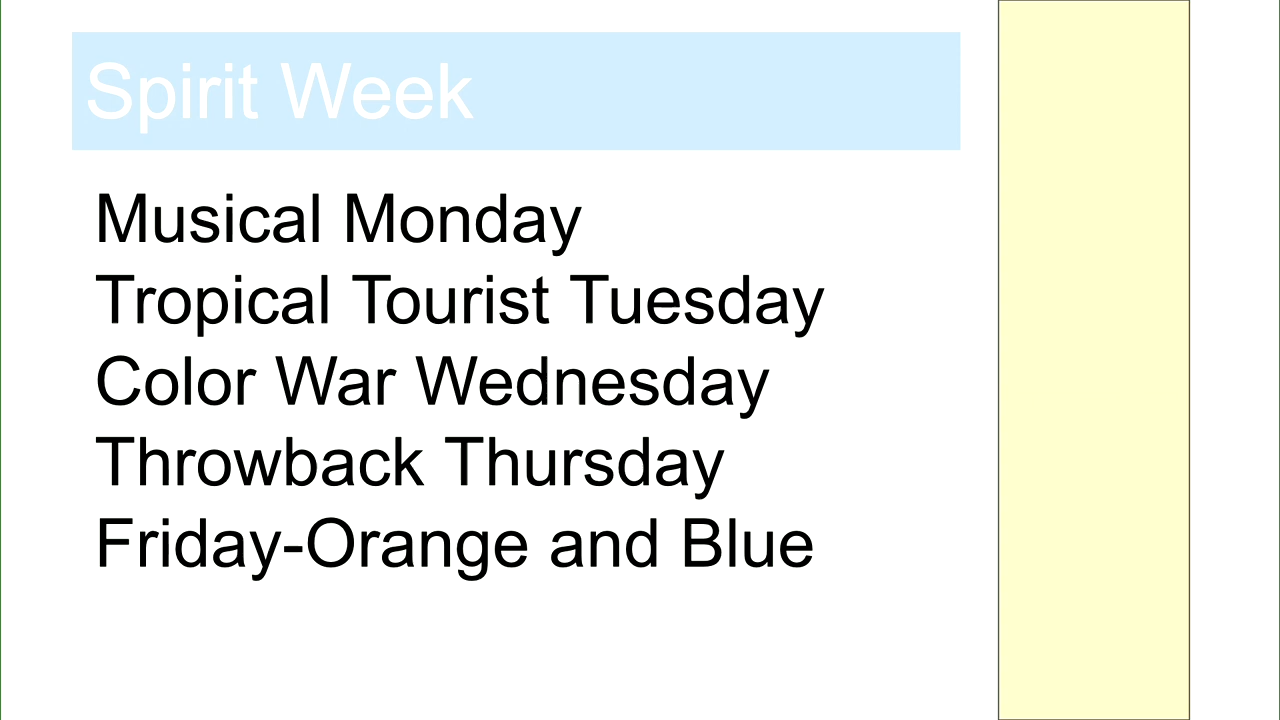 Spirit Week
Musical Monday
Tropical Tourist Tuesday
Color War Wednesday
Throwback Thursday
Friday-Orange and Blue